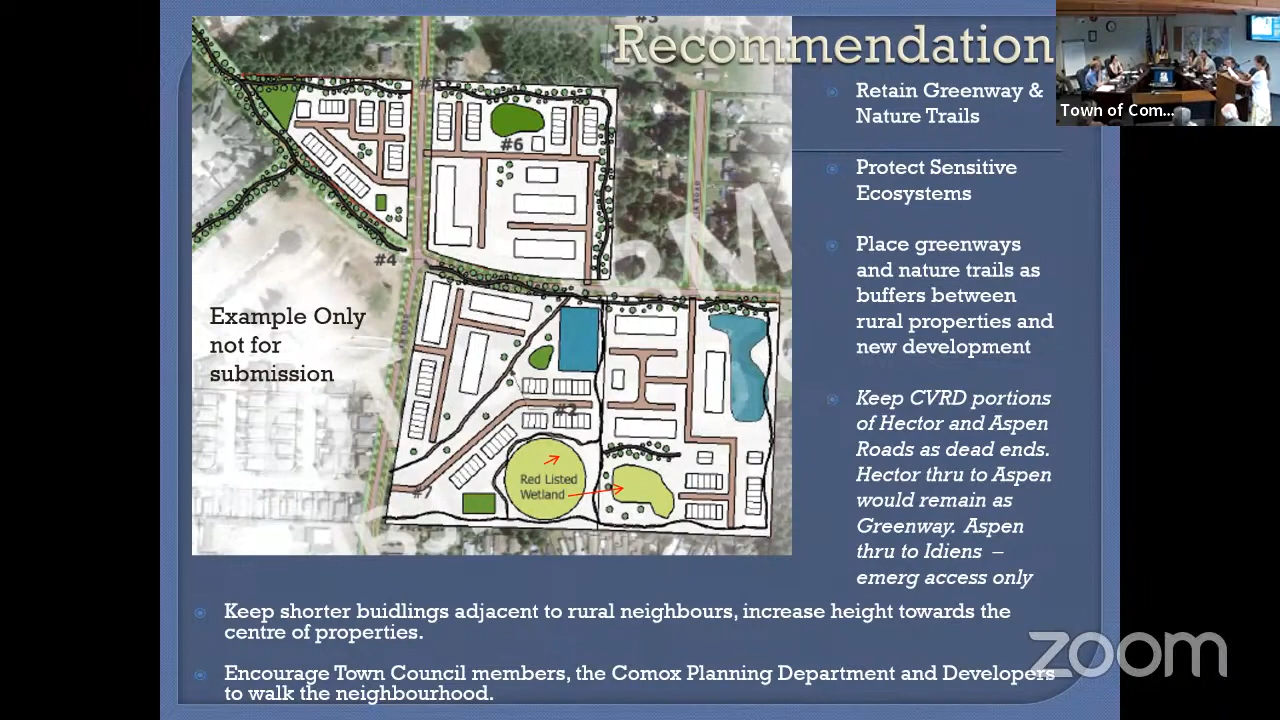 Recommendation
Retain Greenway &
Nature Trails
Protect Sensitive
Ecosystems
Place greenways
and nature trails as
buffers between
rural properties and
new development
Keep CVRD portions
of Hector and Aspen
Roads as dead ends.
Hector thru to Aspen
would remain as
Greenway. Aspen
thru to Idiens –
emerg access only
Keep shorter buidlings adjacent to rural neighbours, increase height towards the
centre of properties.
Encourage Town Council members, the Comox Planning Department and Developers
to walk the neighbourhood.
#3
#6
#4
Example Only
not for
submission
#2
Red Listed
Wetland
#7
Town of Com...
zoom